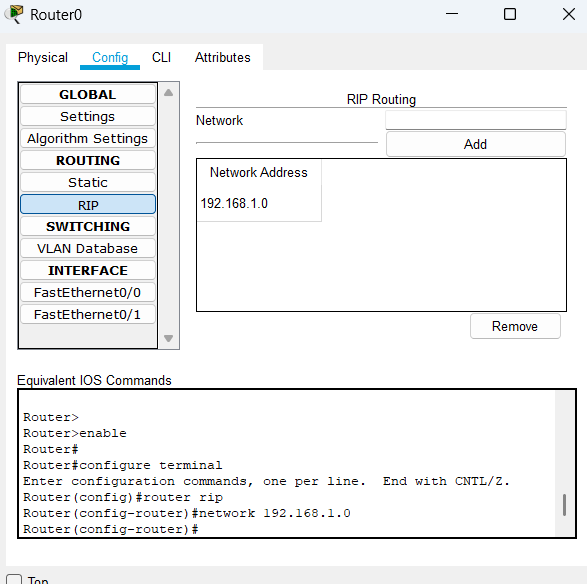 Router0
Physical Config CLI Attributes
GLOBAL
Settings
Algorithm Settings
ROUTING
Static
RIP
SWITCHING
VLAN Database
INTERFACE
FastEthernet0/0
FastEthernet0/1
RIP Routing
Network
Add
Network Address
192.168.1.0
Remove
Equivalent IOS Commands
Router>
Router>enable
Router#
Router#configure terminal
Enter configuration commands, one per line.  End with CNTL/Z.
Router(config)#router rip
Router(config-router)#network 192.168.1.0
Router(config-router)#
Top